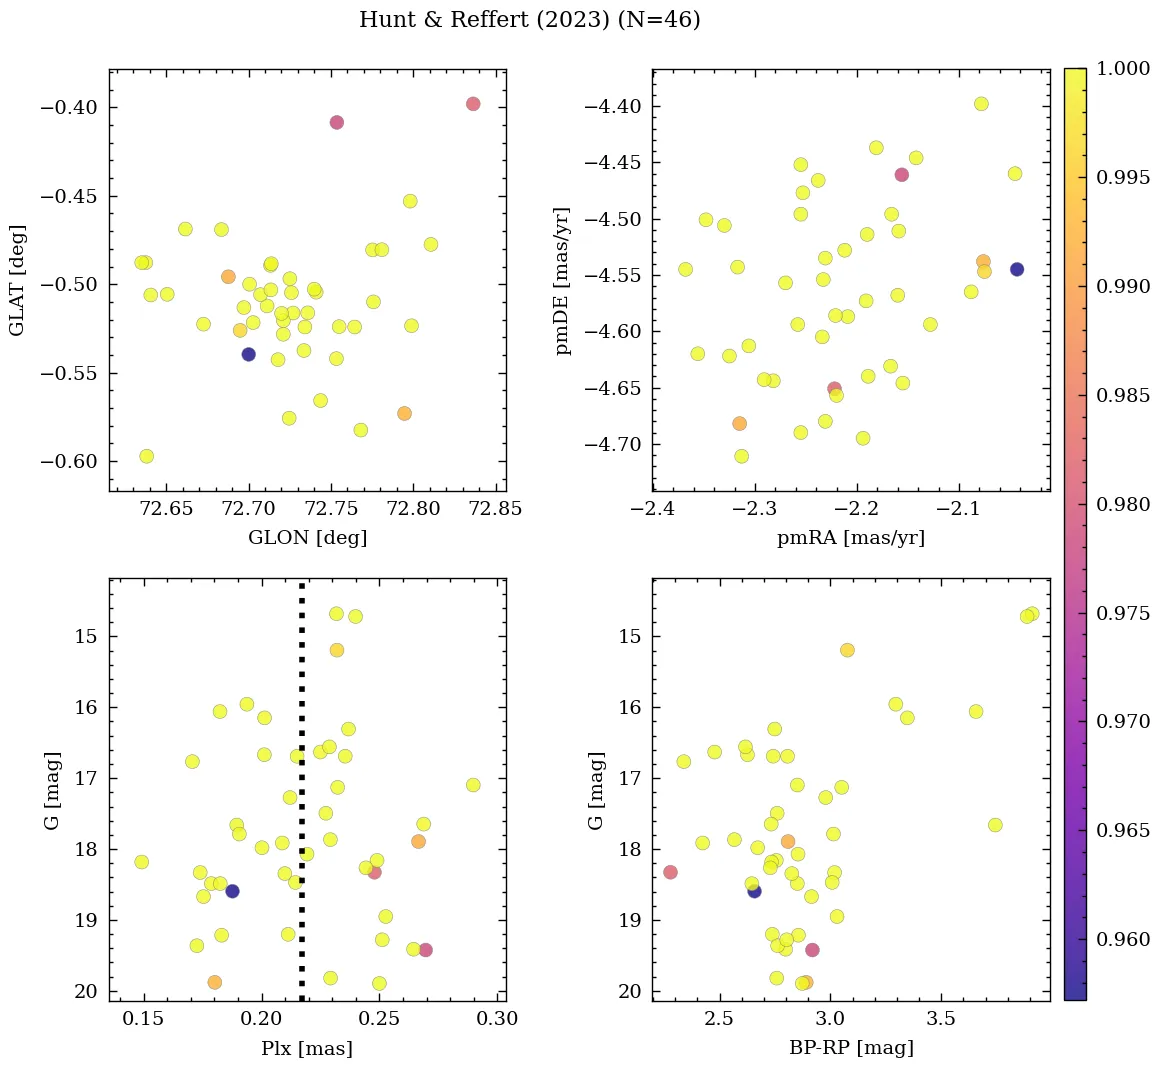 Hunt & Reffert (2023) (N=46)
−0.40
−0.45
−0.50
−0.55
−0.60
GLAT [deg]
72.65 72.70 72.75 72.80 72.85
GLON [deg]
−4.40
−4.45
−4.50
−4.55
−4.60
−4.65
−4.70
pmDE [mas/yr]
−2.4 −2.3 −2.2 −2.1
pmRA [mas/yr]
15
16
17
18
19
20
G [mag]
0.15 0.20 0.25 0.30
Plx [mas]
15
16
17
18
19
20
G [mag]
2.5 3.0 3.5
BP-RP [mag]
1.000
0.995
0.990
0.985
0.980
0.975
0.970
0.965
0.960